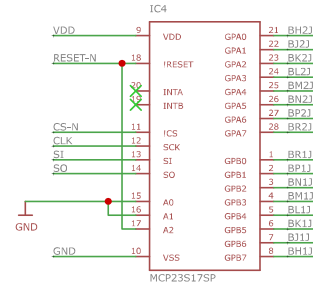 IC4
VDD 9 VDD GPA0 21 BH2J
GPA1 22 BJ2J
RESET-N 18 !RESET GPA2 23 BK2J
GPA3 24 BL2J
20 INTA GPA4 25 BM2J
19 INTB GPA5 26 BN2J
GPA6 27 BP2J
CS-N 11 !CS GPA7 28 BR2J
CLK 12 SCK
SI 13 SI GPB0 1 BR1J
SO 14 SO GPB1 2 BP1J
GPB2 3 BN1J
15 A0 GPB3 4 BM1J
16 A1 GPB4 5 BL1J
GND 17 A2 GPB5 6 BK1J
GPB6 7 BJ1J
GND 10 VSS GPB7 8 BH1J
MCP23S17SP